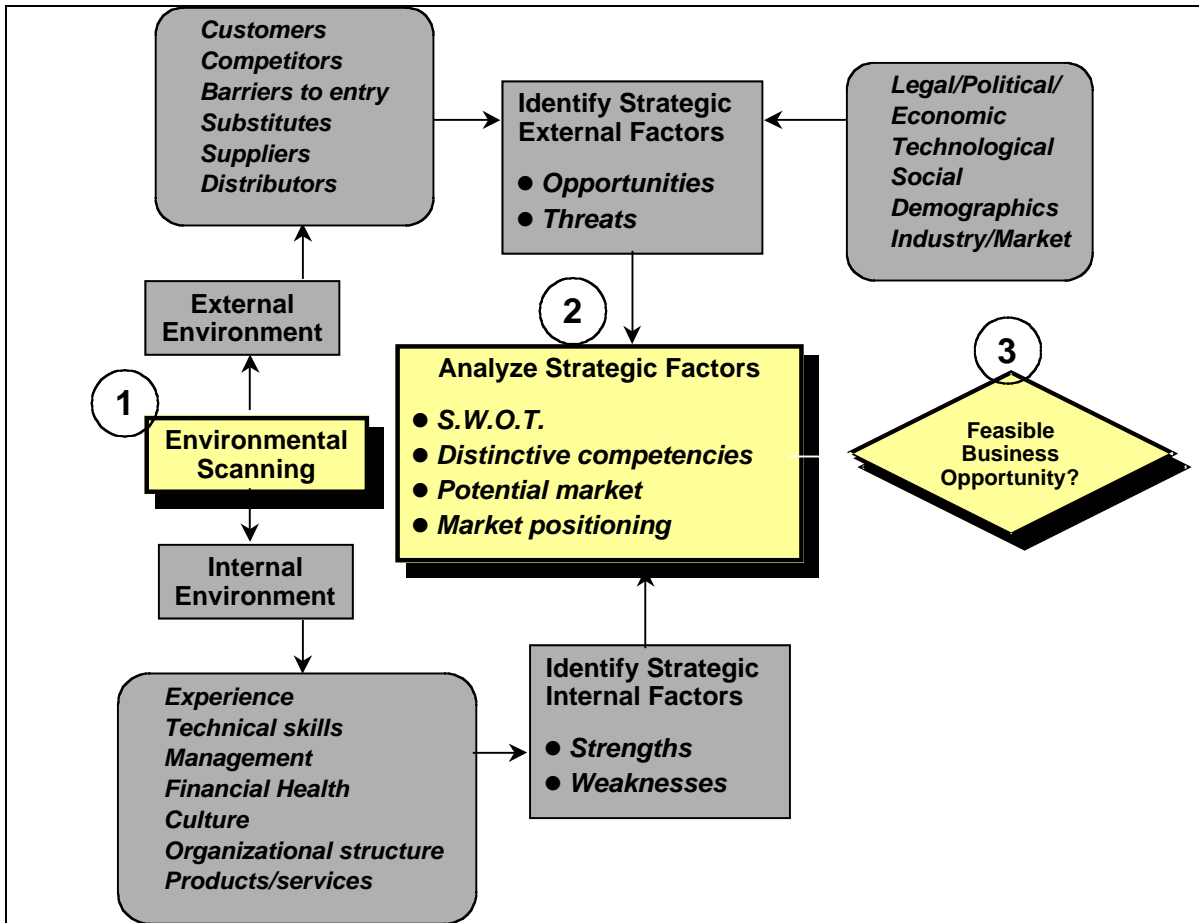 Customers
Competitors
Barriers to entry
Substitutes
Suppliers
Distributors
Identify Strategic
External Factors
● Opportunities
● Threats
Legal/Political/
Economic
Technological
Social
Demographics
Industry/Market
External
Environment
1
Environmental
Scanning
Internal
Environment
2
Analyze Strategic Factors
● S.W.O.T.
● Distinctive competencies
● Potential market
● Market positioning
3
Feasible
Business
Opportunity?
Experience
Technical skills
Management
Financial Health
Culture
Organizational structure
Products/services
Identify Strategic
Internal Factors
● Strengths
● Weaknesses